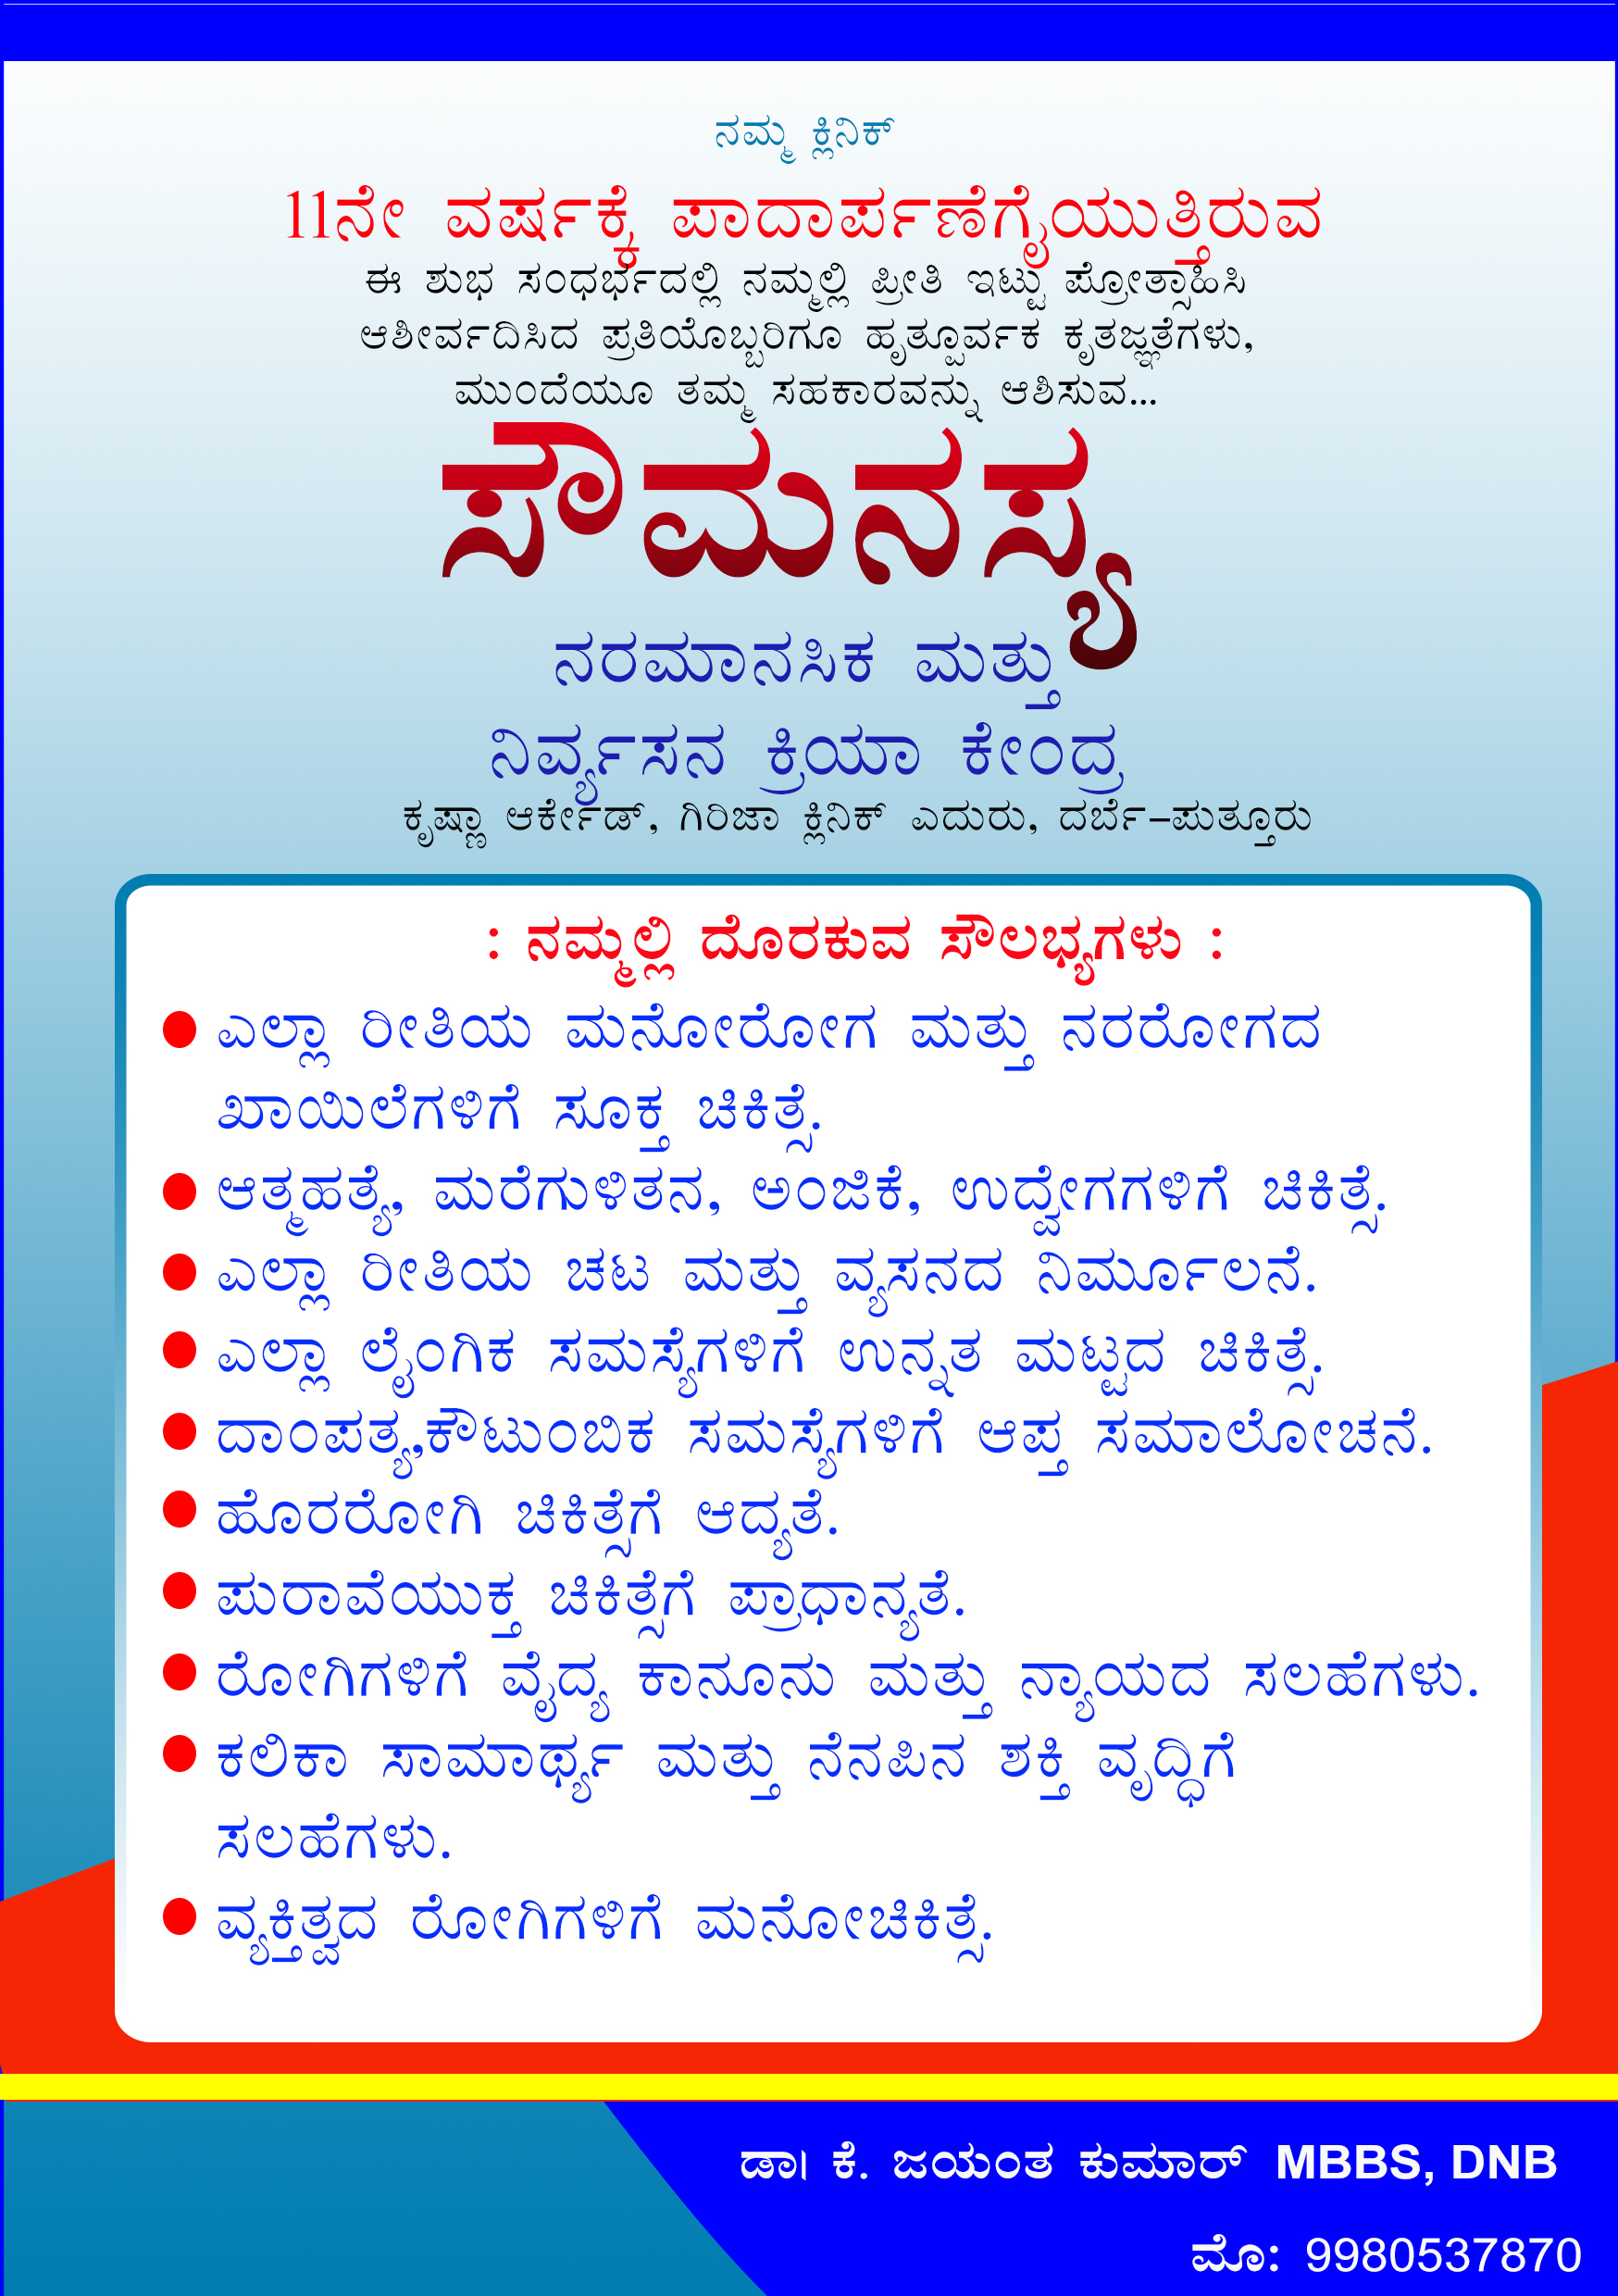 ನಮ್ಮ ಕ್ಲಿನಿಕ್
11ನೇ ವರ್ಷಕ್ಕೆ ಪಾದಾರ್ಪಣೆಗೈಯುತ್ತಿರುವ
ಈ ಶುಭ ಸಂಧರ್ಭದಲ್ಲಿ ನಮ್ಮಲ್ಲಿ ಪ್ರೀತಿ ಇಟ್ಟು ಪ್ರೋತ್ಸಾಹಿಸಿ
ಆಶೀರ್ವದಿಸಿದ ಪ್ರತಿಯೊಬ್ಬರಿಗೂ ಹೃತ್ಪೂರ್ವಕ ಕೃತಜ್ಞತೆಗಳು,
ಮುಂದೆಯೂ ತಮ್ಮ ಸಹಕಾರವನ್ನು ಆಶಿಸುವ...
ಸೌಮನಸ್ಯ
ನರಮಾನಸಿಕ ಮತ್ತು
ನಿರ್ವ್ಯಸನ ಕ್ರಿಯಾ ಕೇಂದ್ರ
ಕೃಷ್ಣಾ ಆರ್ಕೇಡ್, ಗಿರಿಜಾ ಕ್ಲಿನಿಕ್ ಎದುರು, ದರ್ಬೆ-ಪುತ್ತೂರು
: ನಮ್ಮಲ್ಲಿ ದೊರಕುವ ಸೌಲಭ್ಯಗಳು :
● ಎಲ್ಲಾ ರೀತಿಯ ಮನೋರೋಗ ಮತ್ತು ನರರೋಗದ
ಖಾಯಿಲೆಗಳಿಗೆ ಸೂಕ್ತ ಚಿಕಿತ್ಸೆ.
● ಆತ್ಮಹತ್ಯೆ, ಮರೆಗುಳಿತನ, ಅಂಜಿಕೆ, ಉದ್ವೇಗಗಳಿಗೆ ಚಿಕಿತ್ಸೆ.
● ಎಲ್ಲಾ ರೀತಿಯ ಚಟ ಮತ್ತು ವ್ಯಸನದ ನಿರ್ಮೂಲನೆ.
● ಎಲ್ಲಾ ಲೈಂಗಿಕ ಸಮಸ್ಯೆಗಳಿಗೆ ಉನ್ನತ ಮಟ್ಟದ ಚಿಕಿತ್ಸೆ.
● ದಾಂಪತ್ಯ,ಕೌಟುಂಬಿಕ ಸಮಸ್ಯೆಗಳಿಗೆ ಆಪ್ತ ಸಮಾಲೋಚನೆ.
● ಹೊರರೋಗಿ ಚಿಕಿತ್ಸೆಗೆ ಆದ್ಯತೆ.
● ಪುರಾವೆಯುಕ್ತ ಚಿಕಿತ್ಸೆಗೆ ಪ್ರಾಧಾನ್ಯತೆ.
● ರೋಗಿಗಳಿಗೆ ವೈದ್ಯ ಕಾನೂನು ಮತ್ತು ನ್ಯಾಯದ ಸಲಹೆಗಳು.
● ಕಲಿಕಾ ಸಾಮಾರ್ಥ್ಯ ಮತ್ತು ನೆನಪಿನ ಶಕ್ತಿ ವೃದ್ಧಿಗೆ
ಸಲಹೆಗಳು.
● ವ್ಯಕ್ತಿತ್ವದ ರೋಗಿಗಳಿಗೆ ಮನೋಚಿಕಿತ್ಸೆ.
ಡಾ। ಕೆ. ಜಯಂತ ಕುಮಾರ್ MBBS, DNB
ಮೊ: 9980537870